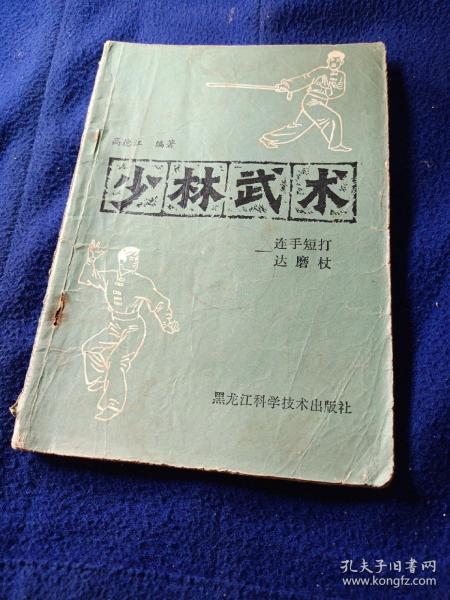 高德江 编著
少林武术
—连手短打
达磨杖
黑龙江科学技术出版社
孔夫子旧书网
www.kongfz.com